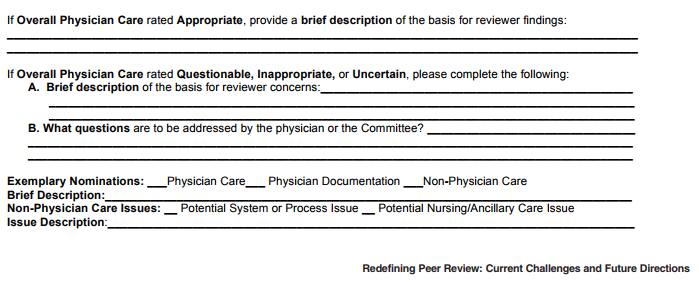 If Overall Physician Care rated Appropriate, provide a brief description of the basis for reviewer findings:
If Overall Physician Care rated Questionable, Inappropriate, or Uncertain, please complete the following:
A. Brief description of the basis for reviewer concerns:
B. What questions are to be addressed by the physician or the Committee?
Exemplary Nominations: ___Physician Care___ Physician Documentation ___Non-Physician Care
Brief Description:
Non-Physician Care Issues: __ Potential System or Process Issue __ Potential Nursing/Ancillary Care Issue
Issue Description:
Redefining Peer Review: Current Challenges and Future Directions